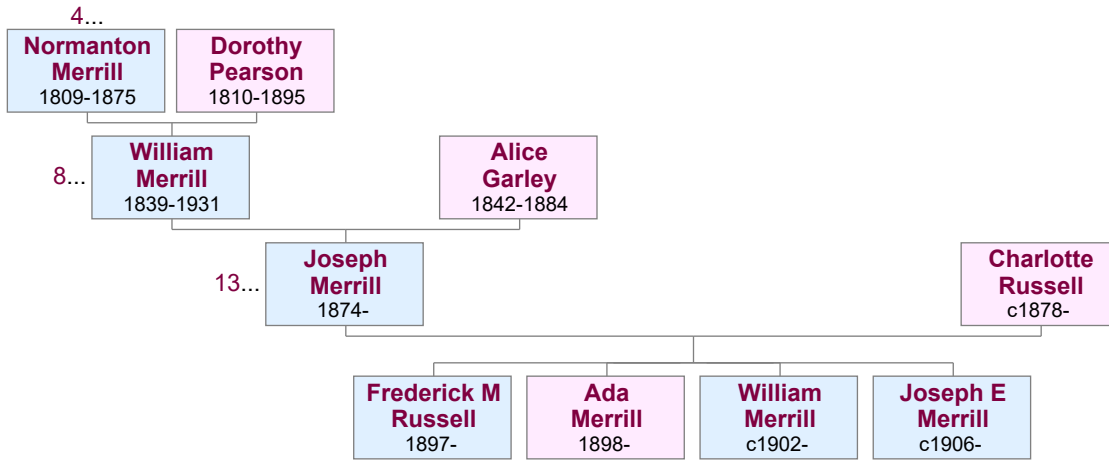 4...
Normanton
Merrill
1809-1875
Dorothy
Pearson
1810-1895
8...
William
Merrill
1839-1931
Alice
Garley
1842-1884
13...
Joseph
Merrill
1874-
Charlotte
Russell
c1878-
Frederick M
Russell
1897-
Ada
Merrill
1898-
William
Merrill
c1902-
Joseph E
Merrill
c1906-